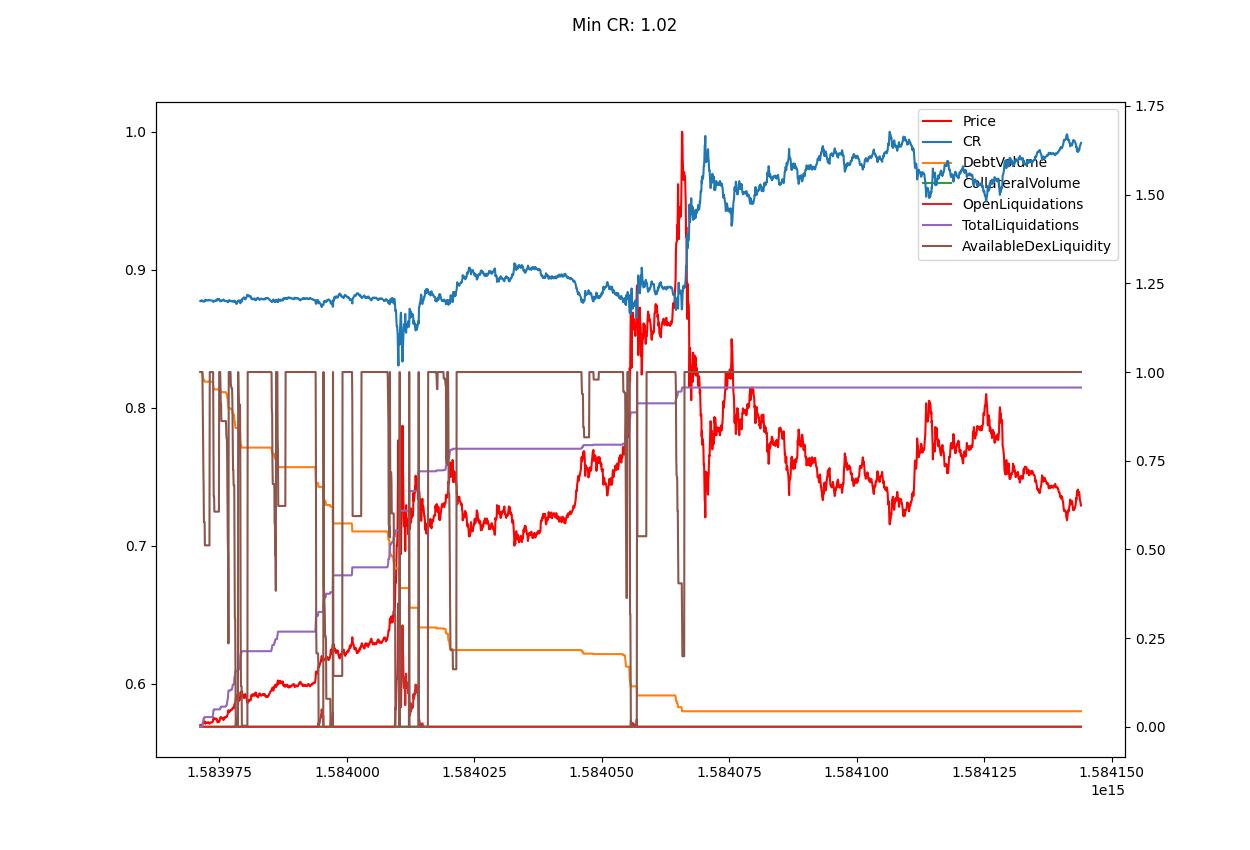 Min CR: 1.02
1.0
0.9
0.8
0.7
0.6
1.75
1.50
1.25
1.00
0.75
0.50
0.25
0.00
Price
CR
DebtVolume
CollateralVolume
OpenLiquidations
TotalLiquidations
AvailableDexLiquidity
1.583975 1.584000 1.584025 1.584050 1.584075 1.584100 1.584125 1.584150
1e15